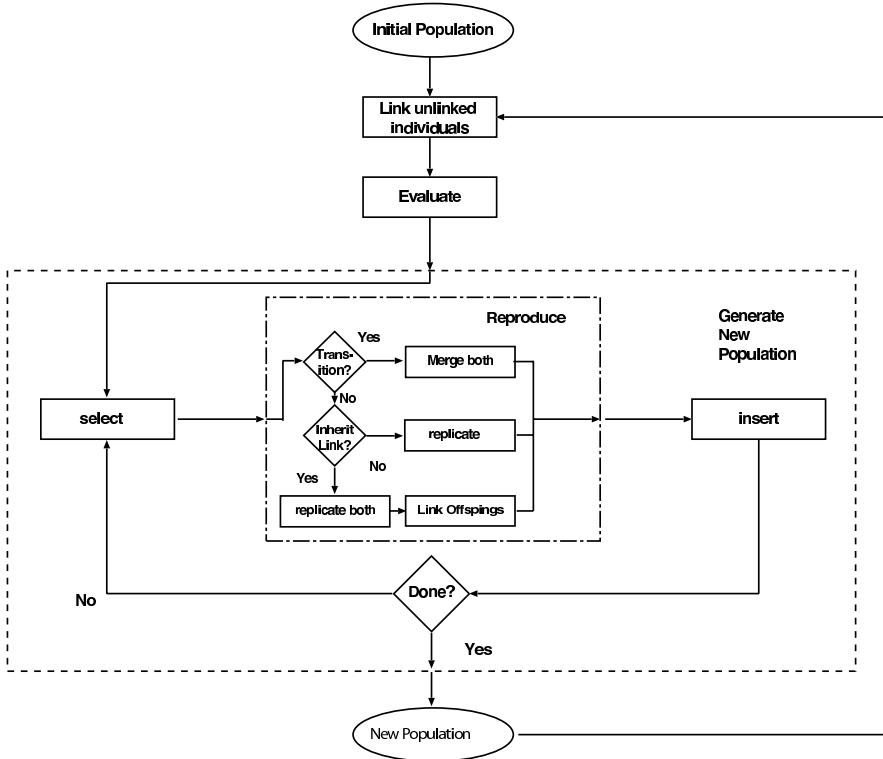 Initial Population
Link unlinked
individuals
Evaluate
Generate
New
Population
Reproduce
Yes
Trans-
ition?
Merge both
No
select
insert
Inherit
Link?
replicate
No
Yes
replicate both
Link Offspings
Done?
No
Yes
New Population